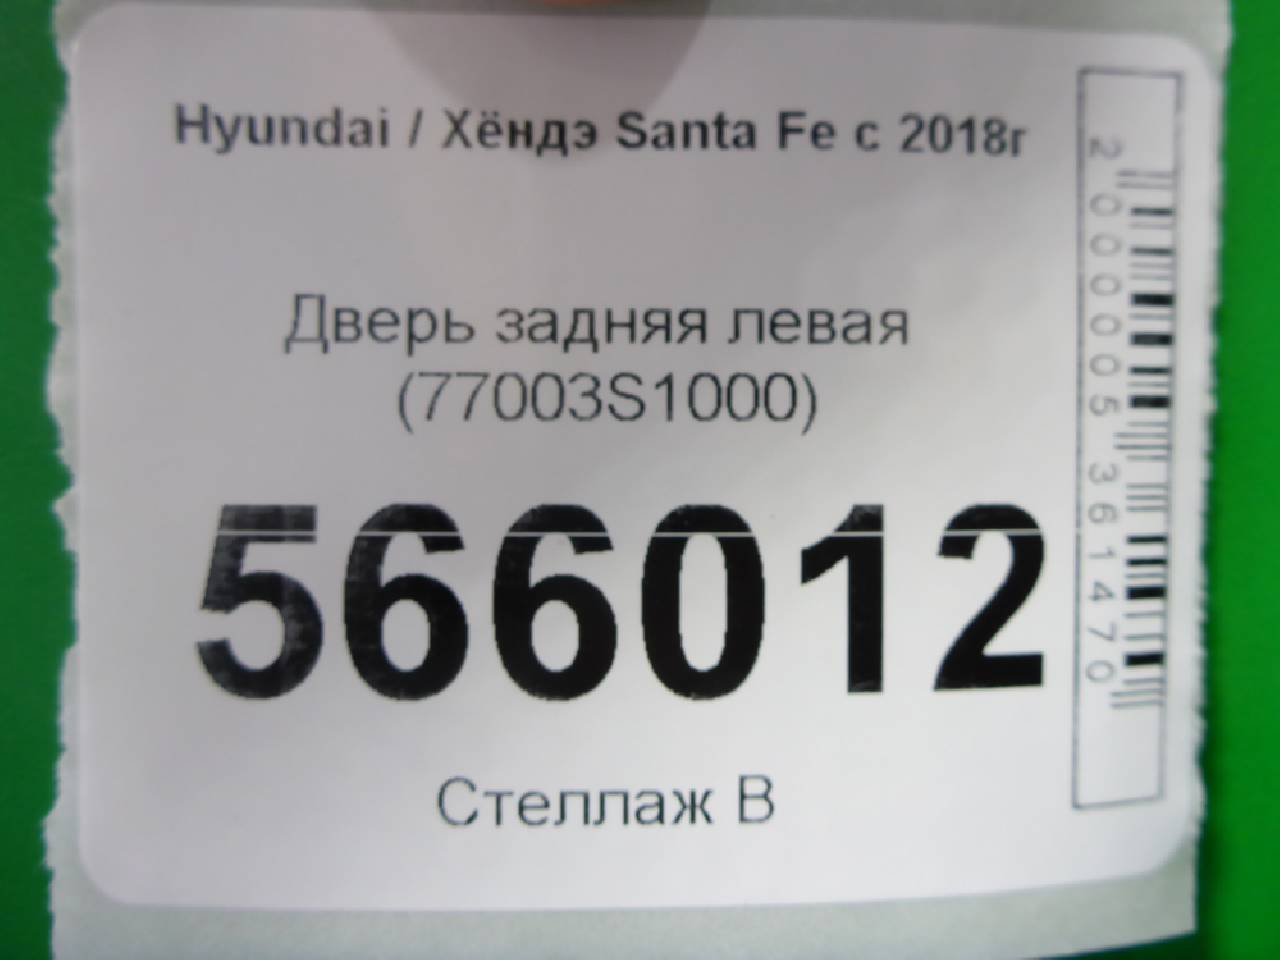 Hyundai / Хёндэ Santa Fe с 2018г
Дверь задняя левая
(77003S1000)
566012
Стеллаж В
2000005361470